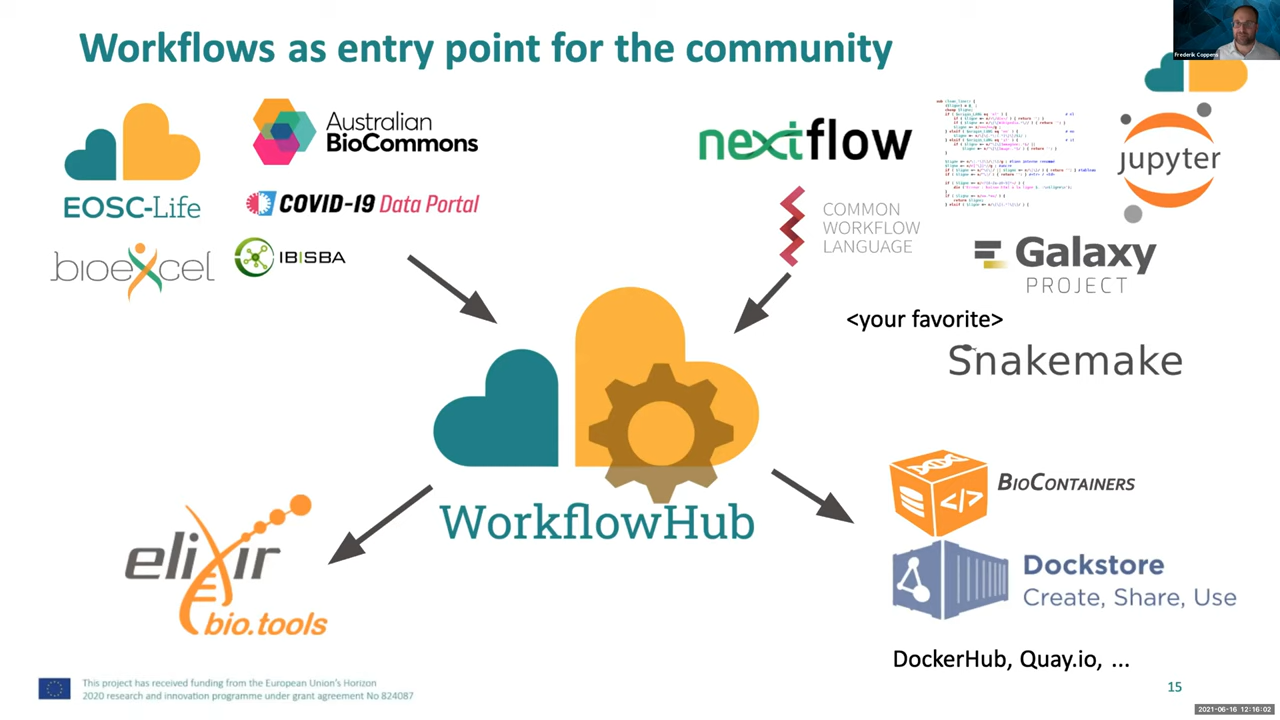 Workflows as entry point for the community
Frederik Coppens
EOSC-Life
Australian
BioCommons
COVID-19 Data Portal
bioexcel
IBISBA
nextflow
jupyter
COMMON
WORKFLOW
LANGUAGE
Galaxy
PROJECT
<your favorite>
Snakemake
WorkflowHub
elixir
bio.tools
BIOCONTAINERS
</>
Dockstore
Create, Share, Use
DockerHub, Quay.io, ...
This project has received funding from the European Union's Horizon
2020 research and innovation programme under grant agreement No 824087
15
2021-06-16 12:16:02